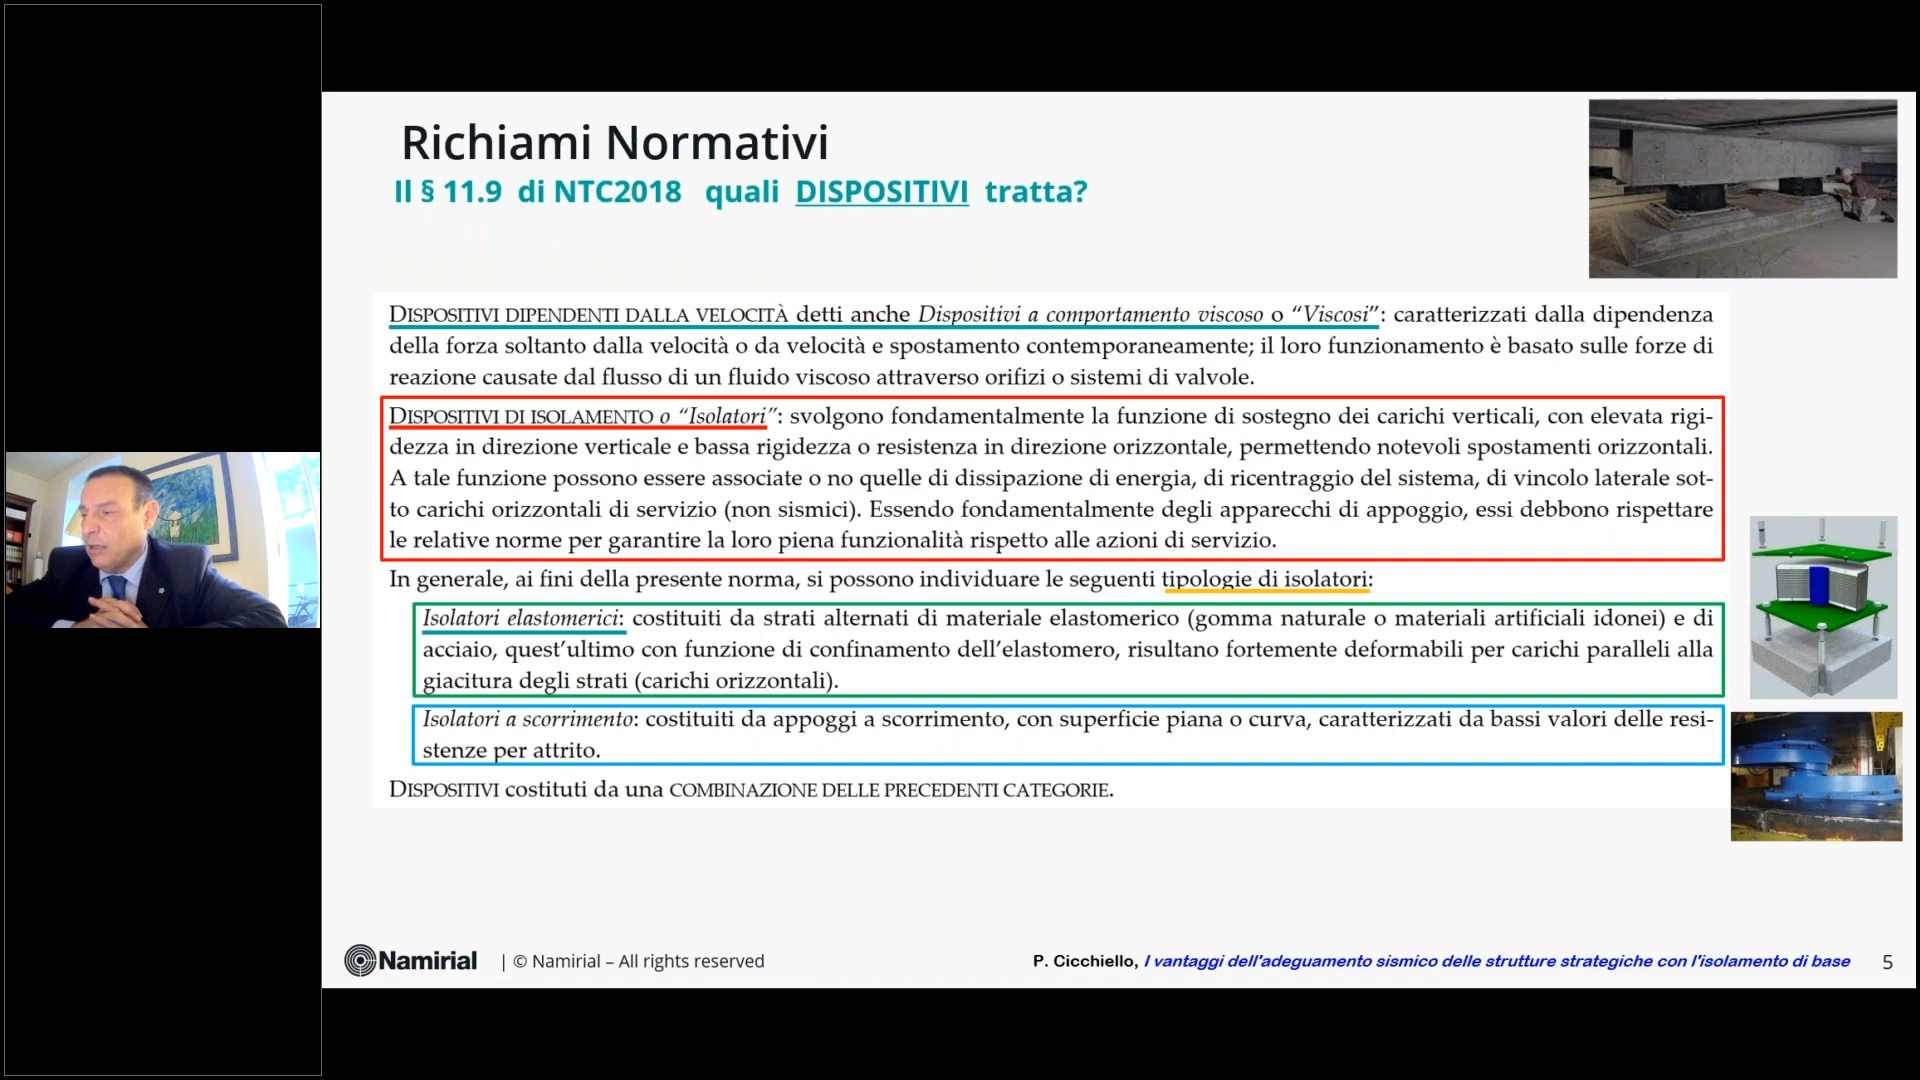 Richiami Normativi
Il § 11.9 di NTC2018 quali DISPOSITIVI tratta?
DISPOSITIVI DIPENDENTI DALLA VELOCITÀ detti anche Dispositivi a comportamento viscoso o “Viscosi”: caratterizzati dalla dipendenza
della forza soltanto dalla velocità o da velocità e spostamento contemporaneamente; il loro funzionamento è basato sulle forze di
reazione causate dal flusso di un fluido viscoso attraverso orifizi o sistemi di valvole.
DISPOSITIVI DI ISOLAMENTO o “Isolatori”: svolgono fondamentalmente la funzione di sostegno dei carichi verticali, con elevata rigi-
dezza in direzione verticale e bassa rigidezza o resistenza in direzione orizzontale, permettendo notevoli spostamenti orizzontali.
A tale funzione possono essere associate o no quelle di dissipazione di energia, di ricentraggio del sistema, di vincolo laterale sot-
to carichi orizzontali di servizio (non sismici). Essendo fondamentalmente degli apparecchi di appoggio, essi debbono rispettare
le relative norme per garantire la loro piena funzionalità rispetto alle azioni di servizio.
In generale, ai fini della presente norma, si possono individuare le seguenti tipologie di isolatori:
Isolatori elastomerici: costituiti da strati alternati di materiale elastomerico (gomma naturale o materiali artificiali idonei) e di
acciaio, quest’ultimo con funzione di confinamento dell’elastomero, risultano fortemente deformabili per carichi paralleli alla
giacitura degli strati (carichi orizzontali).
Isolatori a scorrimento: costituiti da appoggi a scorrimento, con superficie piana o curva, caratterizzati da bassi valori delle resi-
stenze per attrito.
DISPOSITIVI costituti da una COMBINAZIONE DELLE PRECEDENTI CATEGORIE.
Namirial | © Namirial – All rights reserved
P. Cicchiello, I vantaggi dell'adeguamento sismico delle strutture strategiche con l'isolamento di base 5